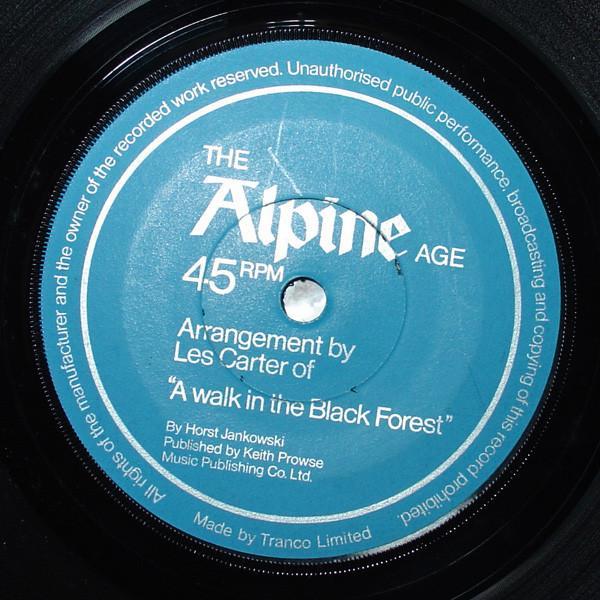 All rights of the manufacturer and the owner of the recorded work reserved. Unauthorised public performance, broadcasting and copying of this record prohibited.
THE
Alpine AGE
45 RPM
Arrangement by
Les Carter of
“A walk in the Black Forest”
By Horst Jankowski
Published by Keith Prowse
Music Publishing Co. Ltd.
Made by Tranco Limited